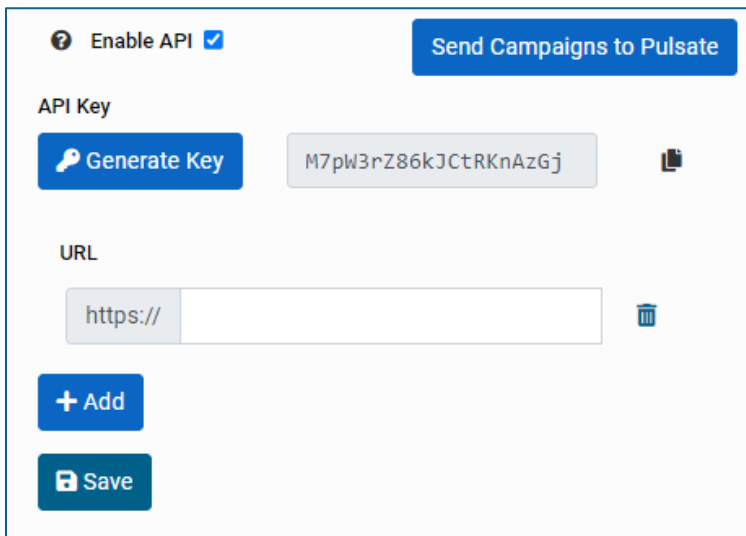 Enable API
Send Campaigns to Pulsate
API Key
Generate Key
M7pW3rZ86kJCtRKnAzGj
URL
https://
+ Add
Save